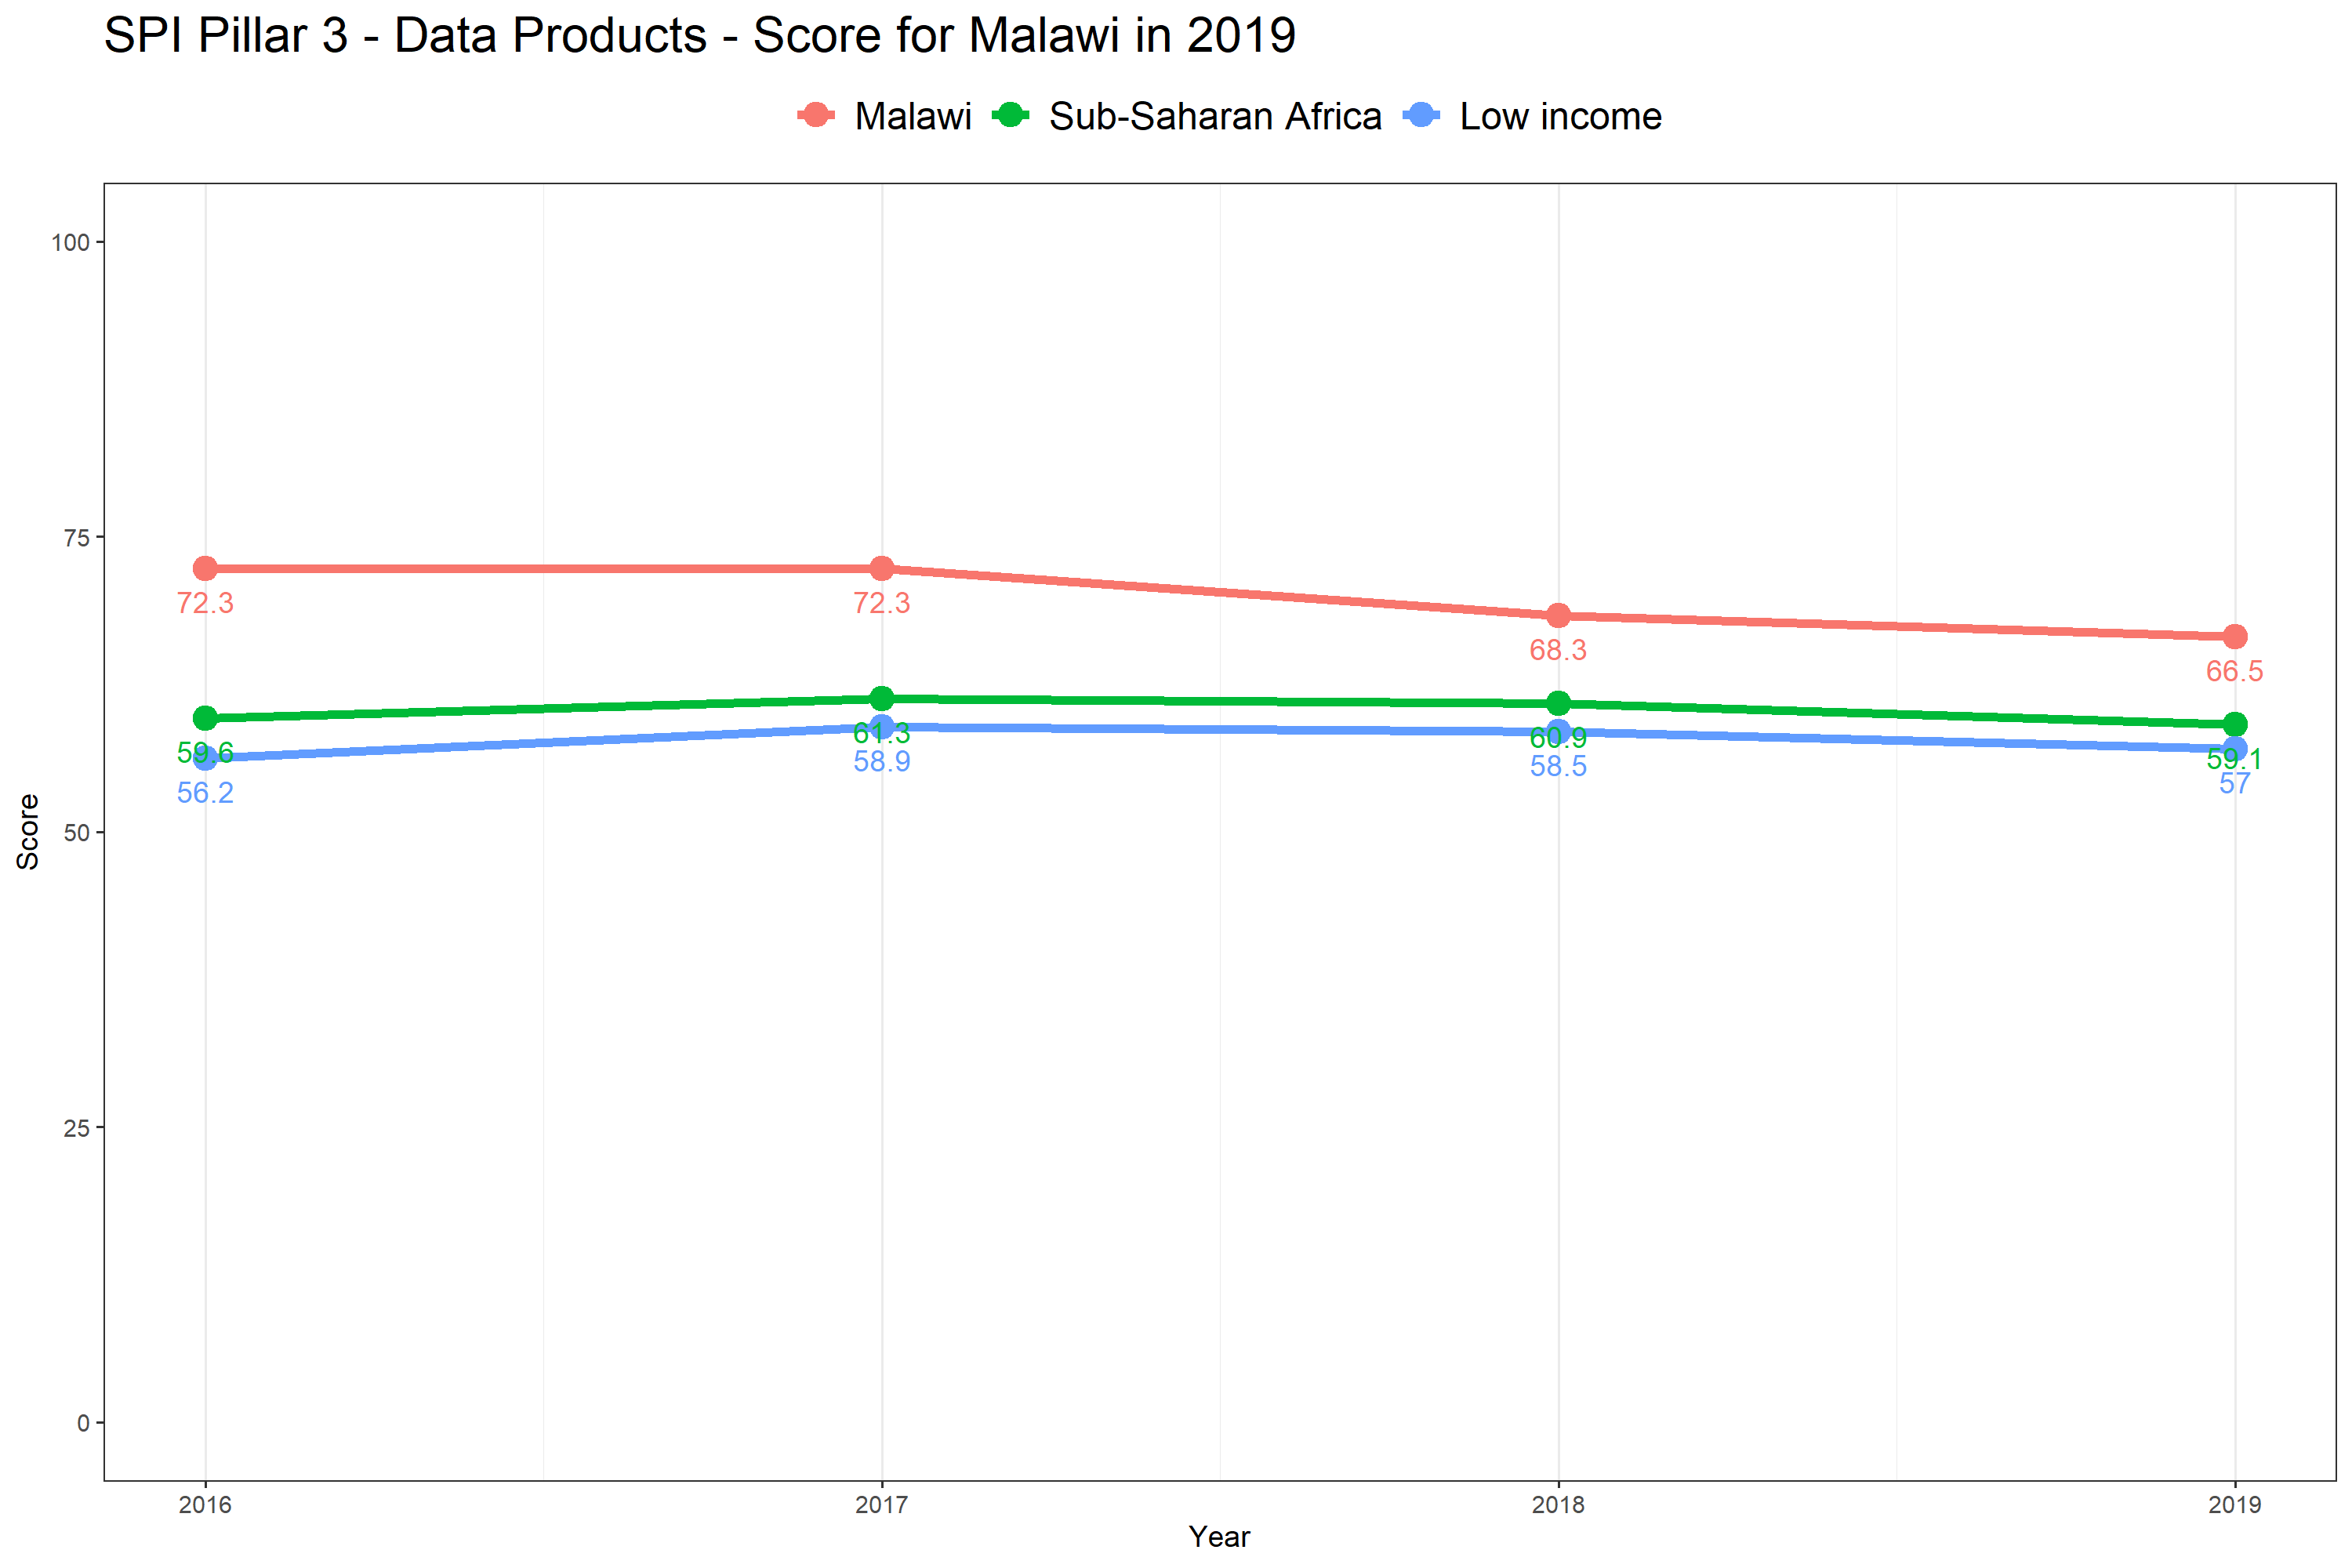 SPI Pillar 3 - Data Products - Score for Malawi in 2019
Malawi Sub-Saharan Africa Low income
100
75
50
25
0
Score
72.3 72.3 68.3 66.5
59.6 61.3 60.9 59.1
56.2 58.9 58.5 57
2016 2017 2018 2019
Year